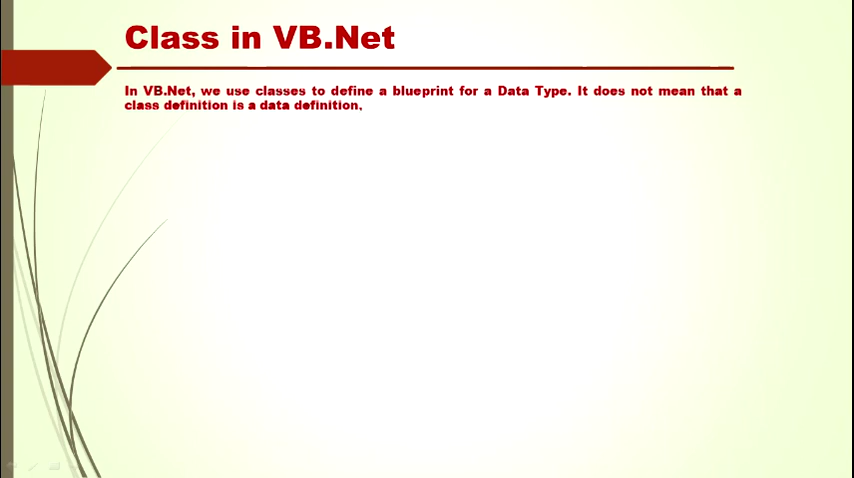 Class in VB.Net
In VB.Net, we use classes to define a blueprint for a Data Type. It does not mean that a
class definition is a data definition.